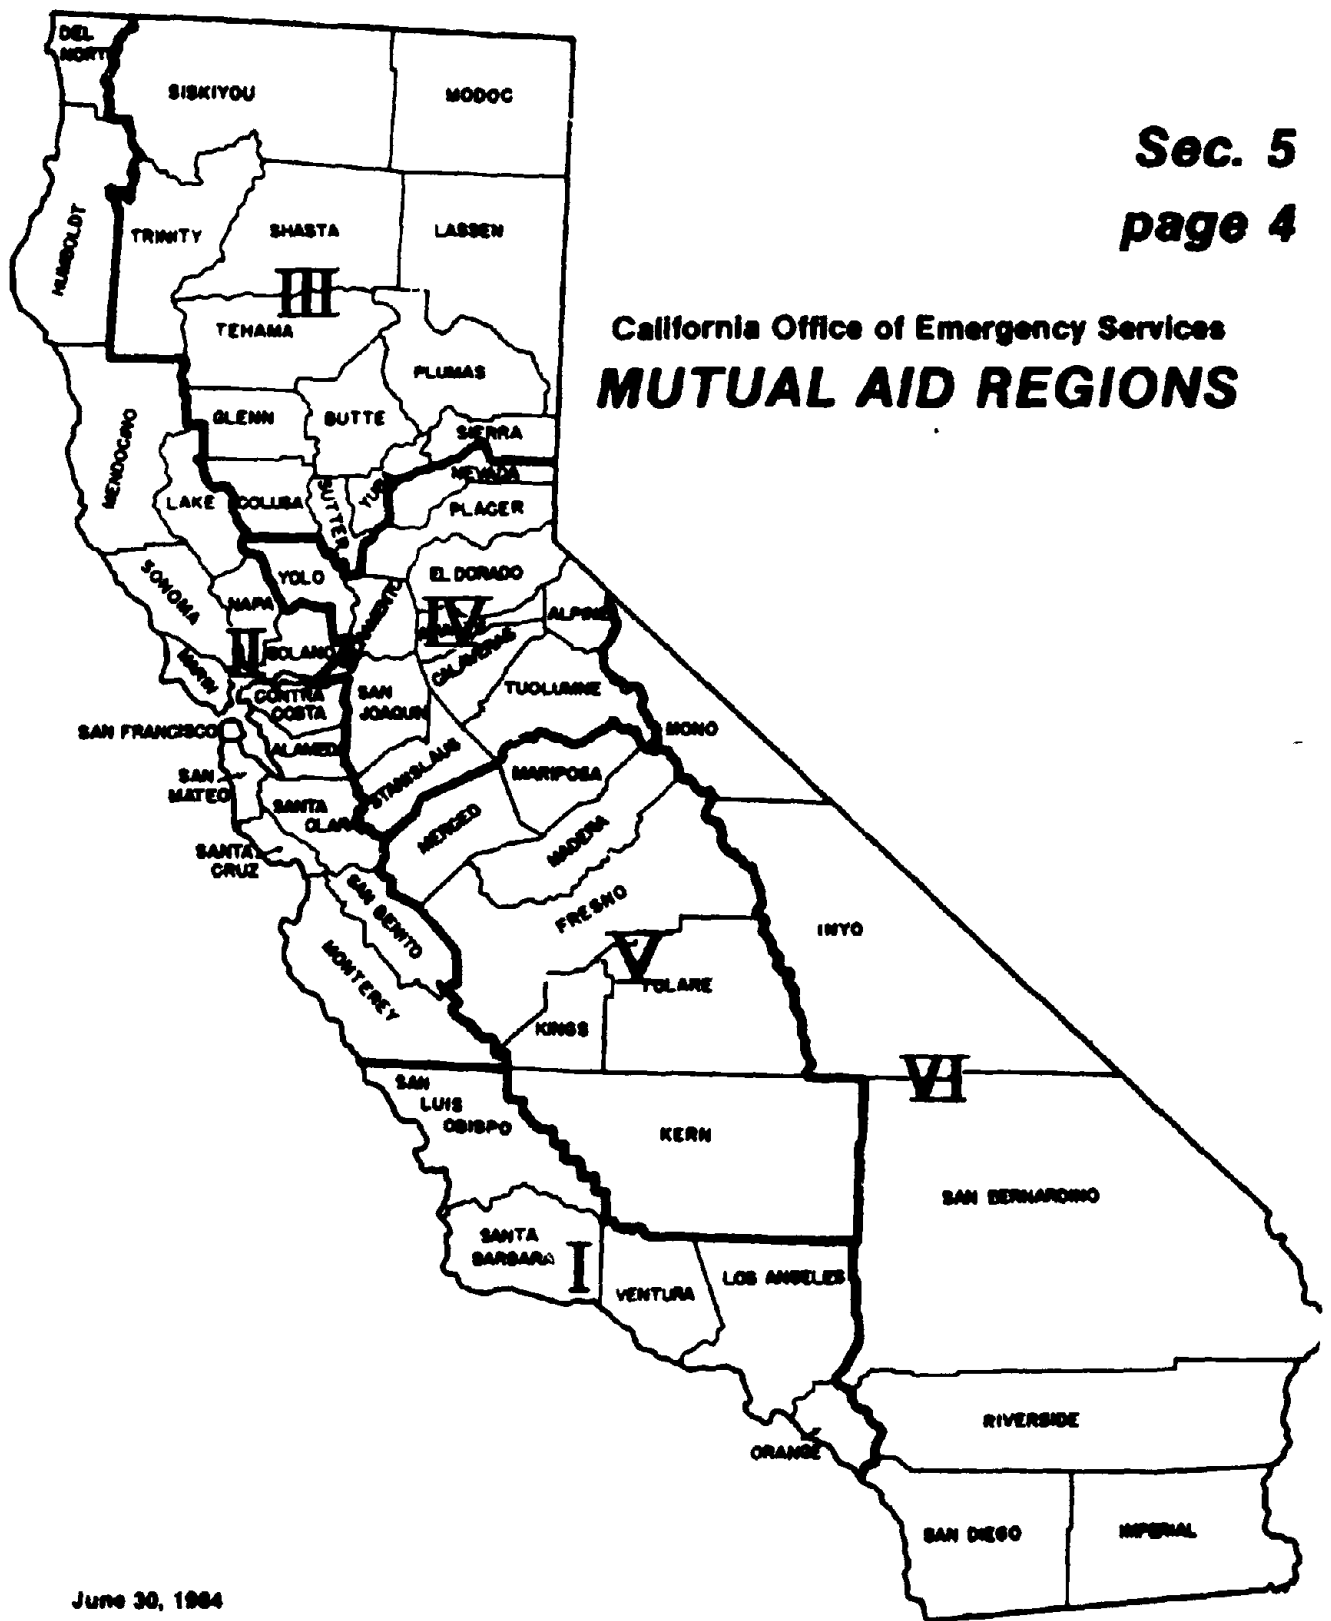 Sec. 5
page 4
California Office of Emergency Services
MUTUAL AID REGIONS
DEL
NORTE
SISKIYOU
MODOC
HUMBOLDT
TRINITY
SHASTA
LASSEN
III
TEHAMA
PLUMAS
MENDOCINO
GLENN
BUTTE
SIERRA
NEVADA
LAKE
COLUSA
SUTTER
PLACER
SONOMA
YOLO
EL DORADO
NAPA
IV
ALPINE
II
SOLANO
CALAVERAS
MARIN
CONTRA
COSTA
SAN
JOAQUIN
TUOLUMNE
SAN FRANCISCO
ALAMEDA
MONO
STANISLAUS
MARIPOSA
SAN
MATEO
SANTA
CLARA
MERCED
MADERA
SANTA
CRUZ
SAN BENITO
FRESNO
INYO
MONTEREY
V
TULARE
KINGS
VI
SAN
LUIS
OBISPO
KERN
SAN BERNARDINO
SANTA
BARBARA
I
VENTURA
LOS ANGELES
RIVERSIDE
ORANGE
SAN DIEGO
IMPERIAL
June 30, 1984